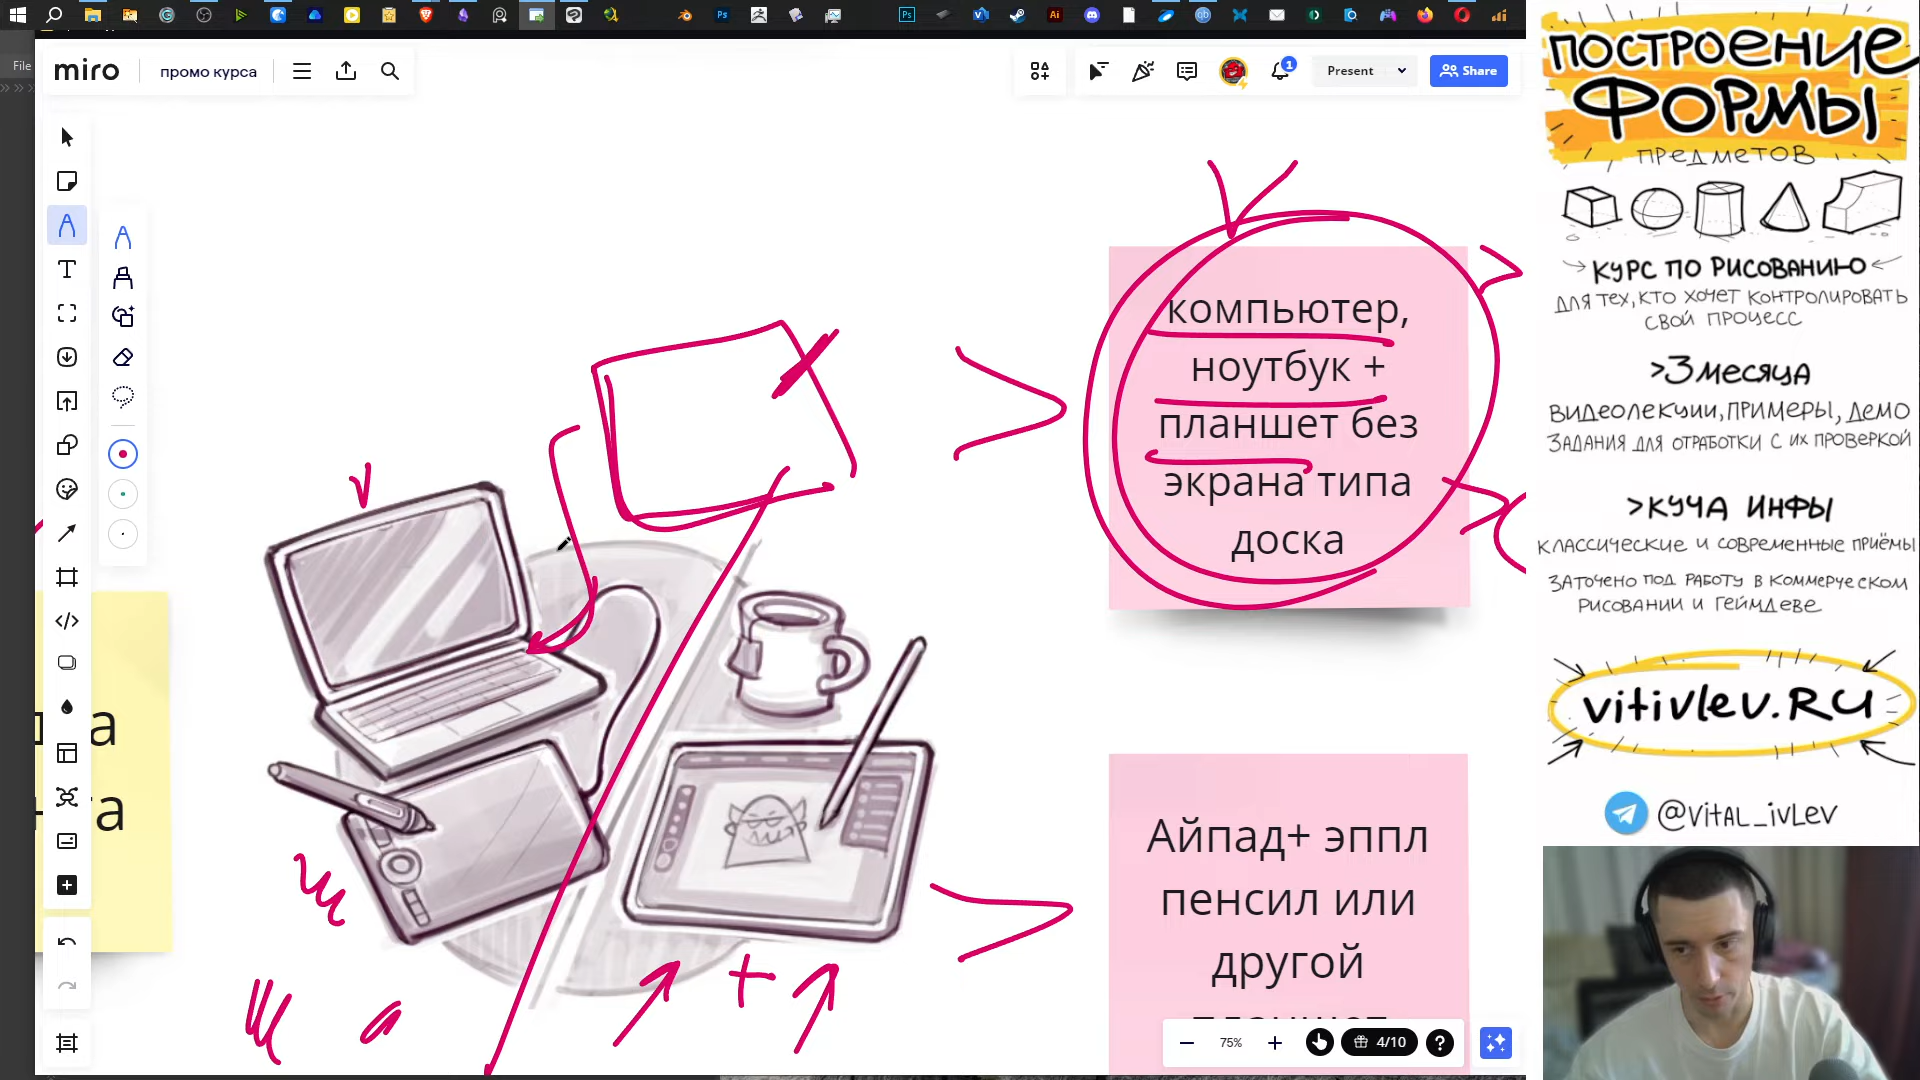 File
miro
промо курса
1
Present
Share
компьютер,
ноутбук +
планшет без
экрана типа
доска
Айпад+ эппл
пенсил или
другой
75%
4/10
ПОСТРОЕНИЕ
ФОРМЫ
ПРЕДМЕТОВ
КУРС ПО РИСОВАНИЮ
ДЛЯ ТЕХ, КТО ХОЧЕТ КОНТРОЛИРОВАТЬ
СВОЙ ПРОЦЕСС
>3 месяца
ВИДЕОЛЕКЦИИ, ПРИМЕРЫ, ДЕМО
ЗАДАНИЯ ДЛЯ ОТРАБОТКИ С ИХ ПРОВЕРКОЙ
>КУЧА ИНФЫ
КЛАССИЧЕСКИЕ И СОВРЕМЕННЫЕ ПРИЁМЫ
ЗАТОЧЕНО ПОД РАБОТУ В КОММЕРЧЕСКОМ
РИСОВАНИИ И ГЕЙМДЕВЕ
vitivlev.RU
@VITAL_IVLEV